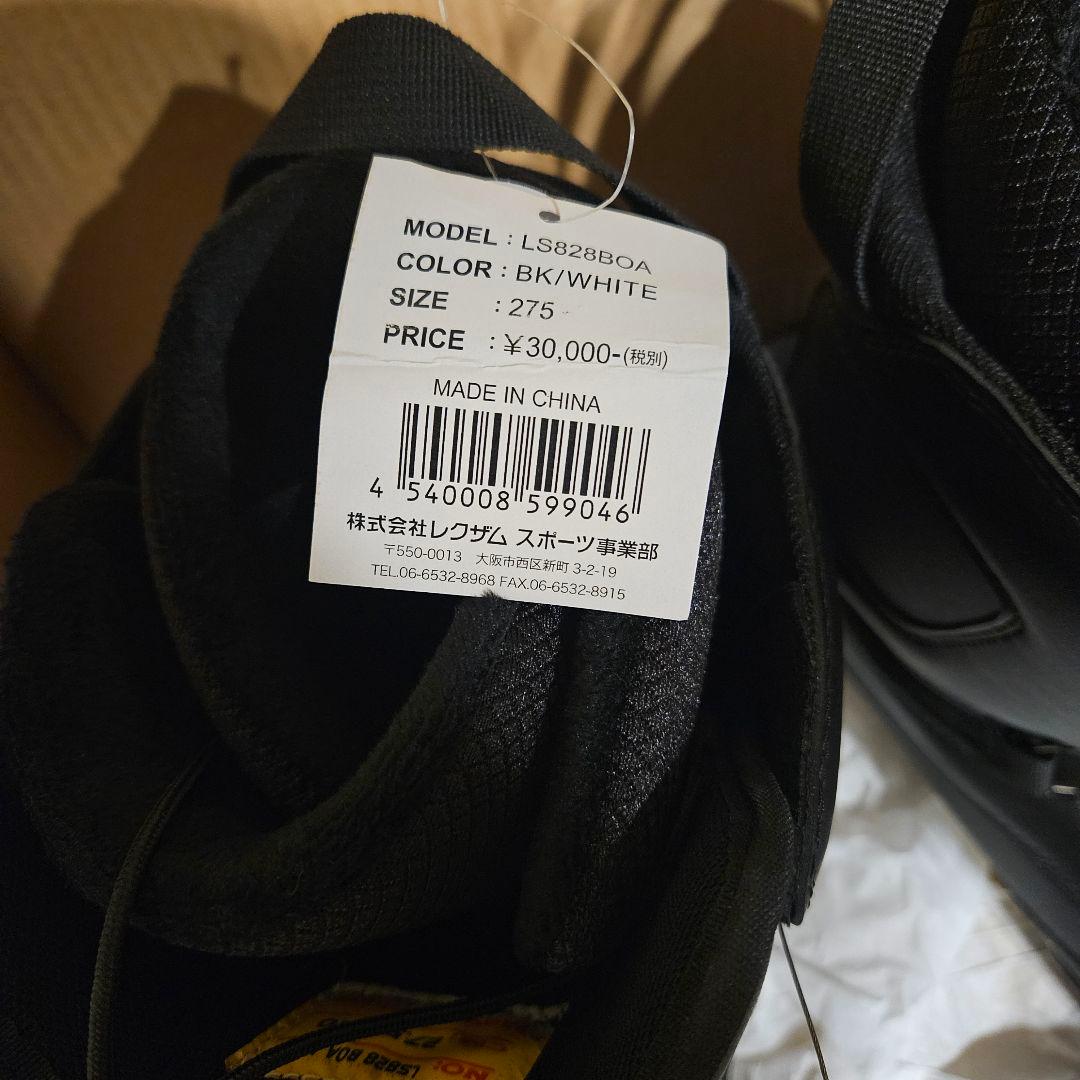 MODEL : LS828BOA
COLOR : BK/WHITE
SIZE : 275
PRICE : ¥30,000-(税別)
MADE IN CHINA
4 540008 599046
株式会社レクザム スポーツ事業部
〒550-0013 大阪市西区新町 3-2-19
TEL.06-6532-8968 FAX.06-6532-8915
LS828 BOA
NO: